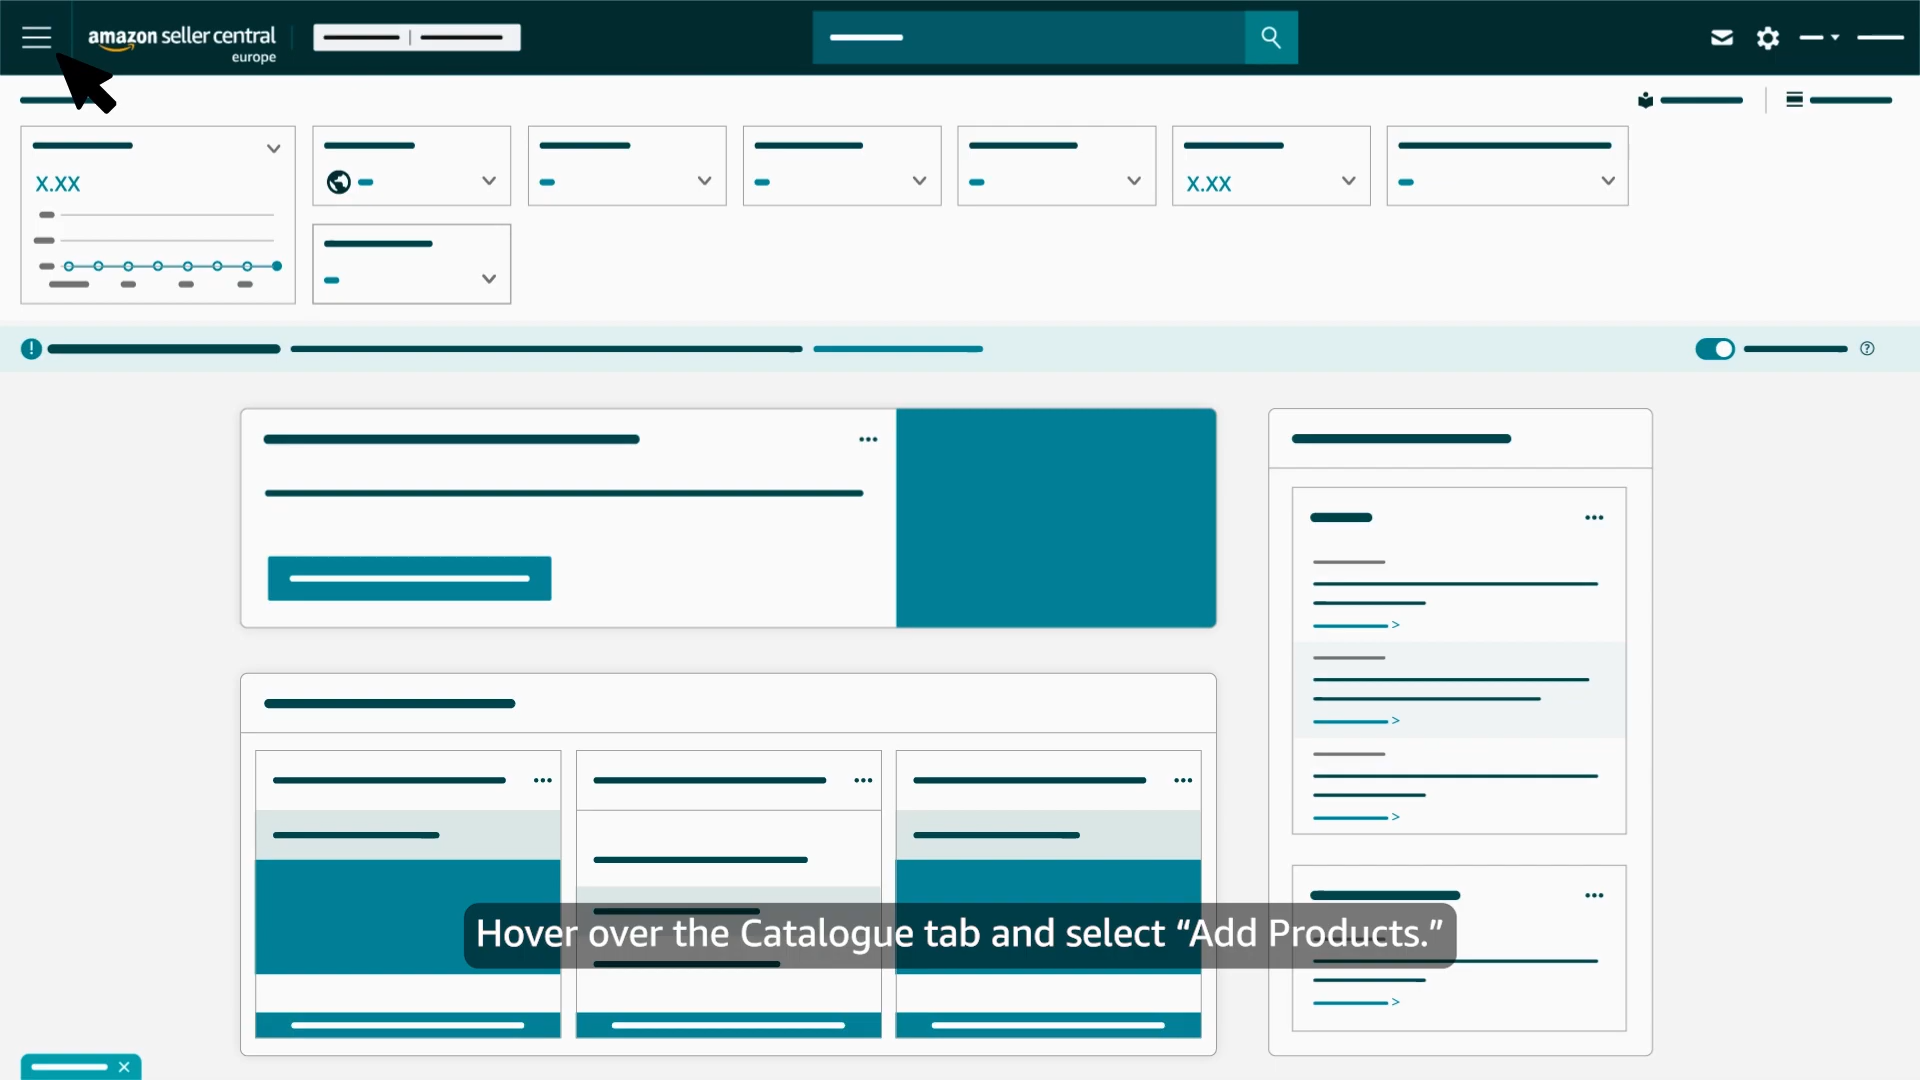 amazon seller central
europe
X.XX
X.XX
Hover over the Catalogue tab and select “Add Products.”